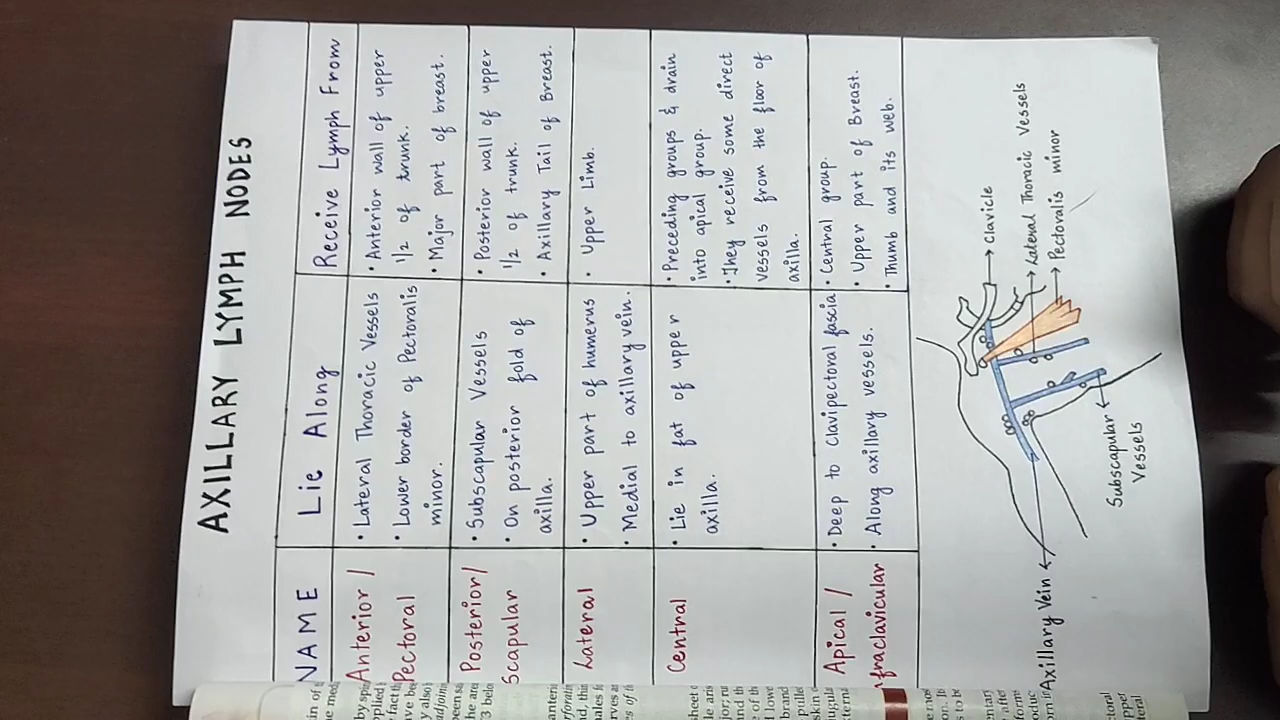 AXILLARY LYMPH NODES
NAME
Lie Along
Receive Lymph From
Anterior /
Pectoral
• Lateral Thoracic Vessels
• Lower border of Pectoralis
minor.
• Anterior wall of upper
1/2 of trunk.
• Major part of breast.
Posterior/
Scapular
• Subscapular Vessels
• On posterior fold of
axilla.
• Posterior wall of upper
1/2 of trunk.
• Axillary Tail of Breast.
Lateral
• Upper part of humerus
• Medial to axillary vein.
• Upper Limb.
Central
• Lie in fat of upper
axilla.
• Preceding groups & drain
into apical group.
• They receive some direct
vessels from the floor of
axilla.
Apical /
nfraclavicular
• Deep to Clavipectoral fascia
• Along axillary vessels.
• Central group.
• Upper part of Breast.
• Thumb and its web.
Clavicle
Lateral Thoracic Vessels
Pectoralis minor
Subscapular
Vessels
Axillary Vein